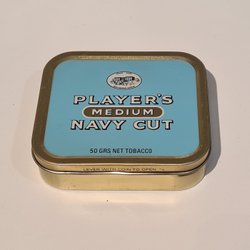 PLAYER'S
MEDIUM
NAVY CUT
50 GRS NET TOBACCO
LEVER WITH COIN TO OPEN